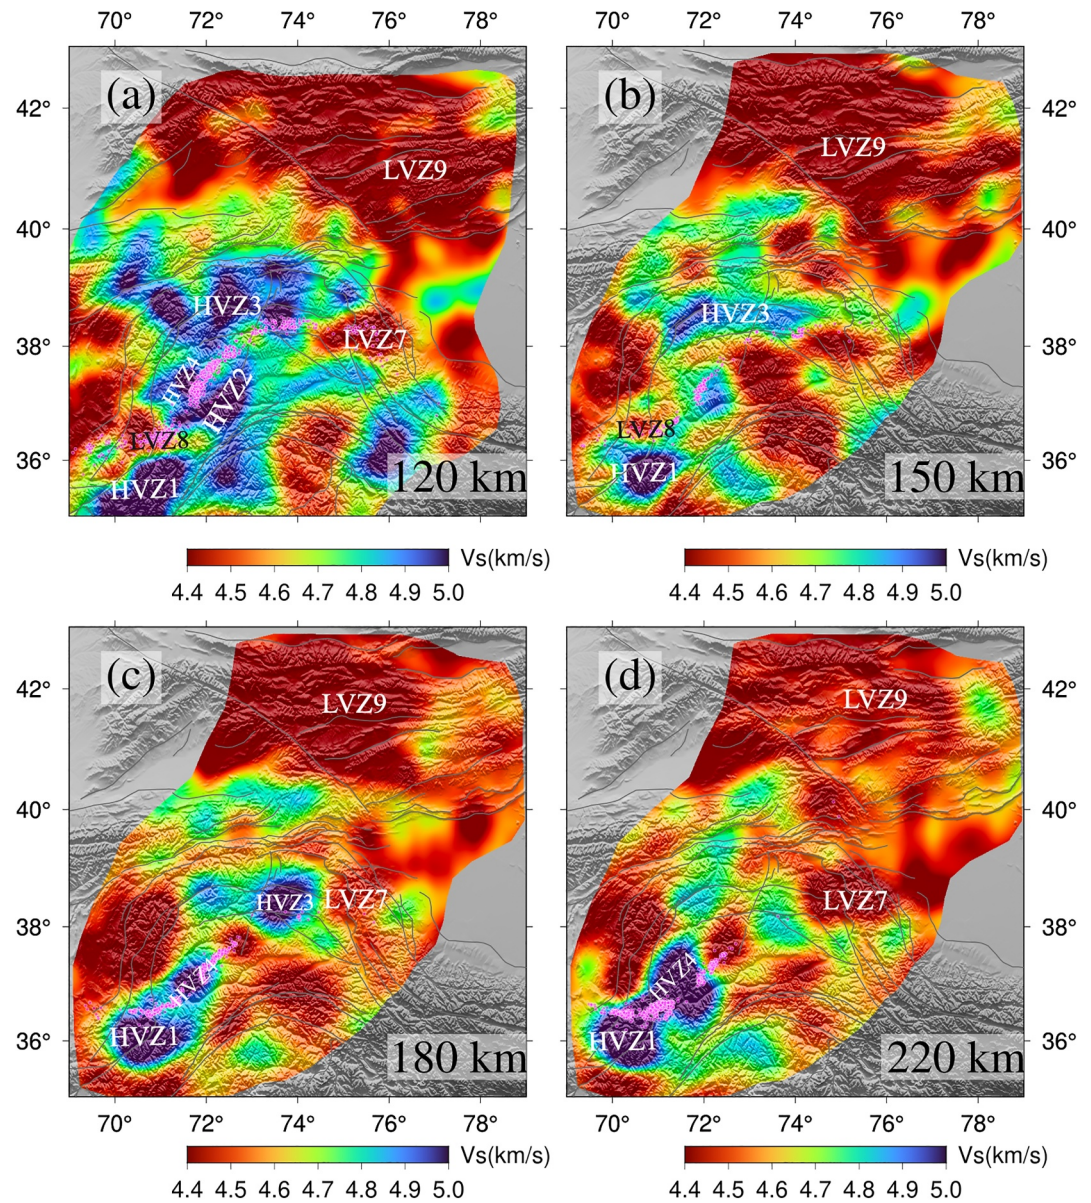 70° 72° 74° 76° 78° 70° 72° 74° 76° 78°
(a)
(b)
42°
42°
LVZ9
LVZ9
40°
40°
HVZ3
HVZ3
LVZ7
38°
38°
HVZ4
HVZ2
LVZ8
LVZ8
36°
36°
HVZ1
HVZ1
120 km
150 km
Vs(km/s)
Vs(km/s)
4.4 4.5 4.6 4.7 4.8 4.9 5.0
4.4 4.5 4.6 4.7 4.8 4.9 5.0
(c)
(d)
42°
42°
LVZ9
LVZ9
40°
40°
HVZ3
LVZ7
LVZ7
38°
38°
HVZ4
HVZ4
HVZ1
HVZ1
36°
36°
180 km
220 km
70° 72° 74° 76° 78° 70° 72° 74° 76° 78°
Vs(km/s)
Vs(km/s)
4.4 4.5 4.6 4.7 4.8 4.9 5.0
4.4 4.5 4.6 4.7 4.8 4.9 5.0